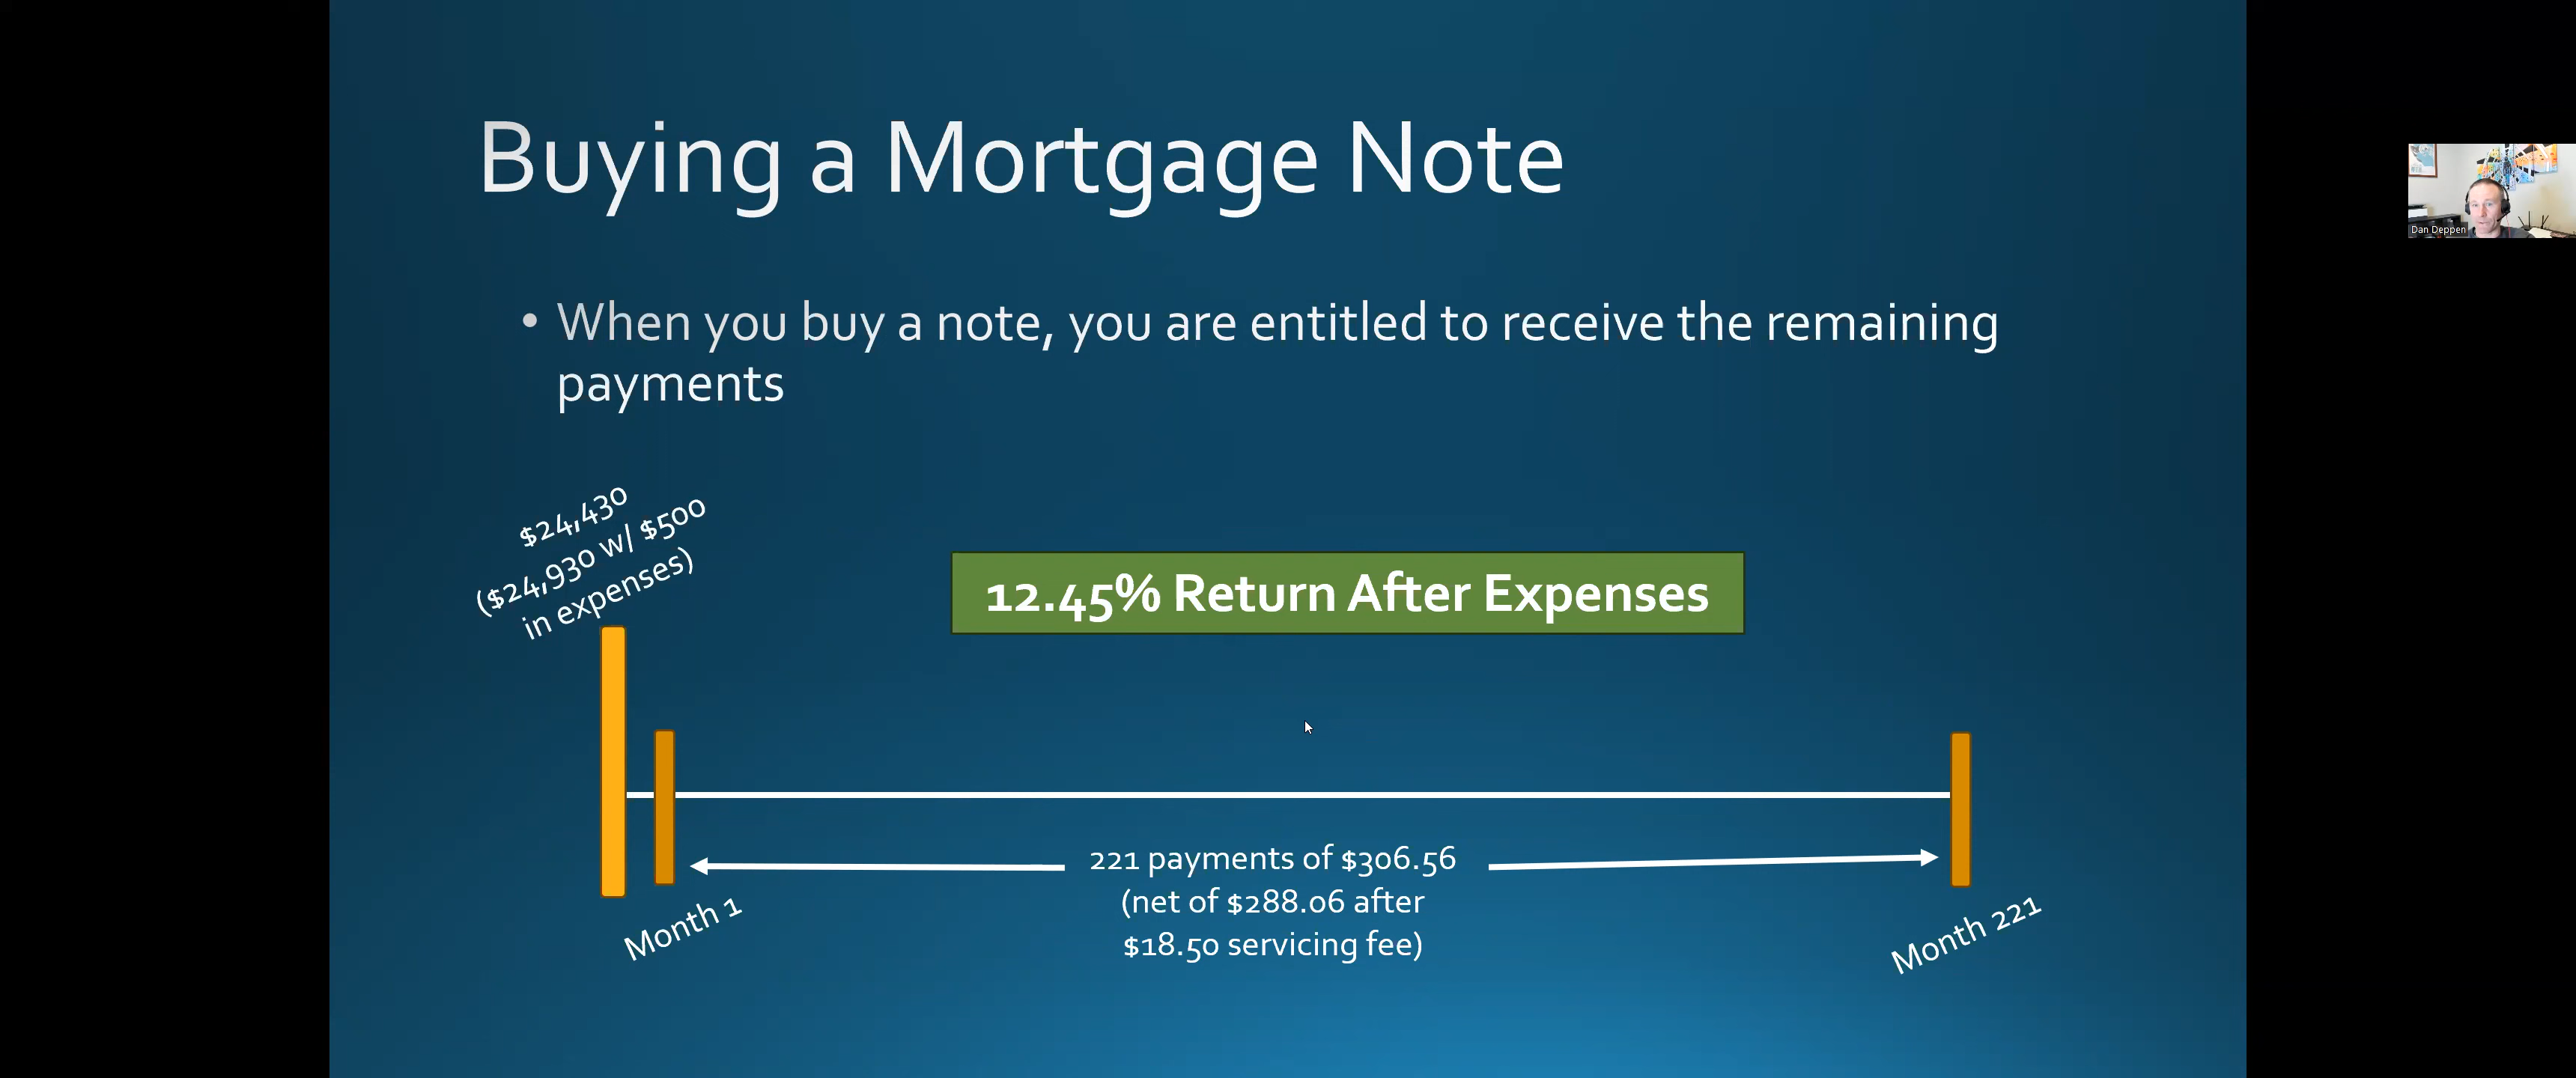 Buying a Mortgage Note
• When you buy a note, you are entitled to receive the remaining
payments
$24,430
($24,930 w/ $500
in expenses)
12.45% Return After Expenses
221 payments of $306.56
(net of $288.06 after
$18.50 servicing fee)
Month 1
Month 221
Dan Deppen